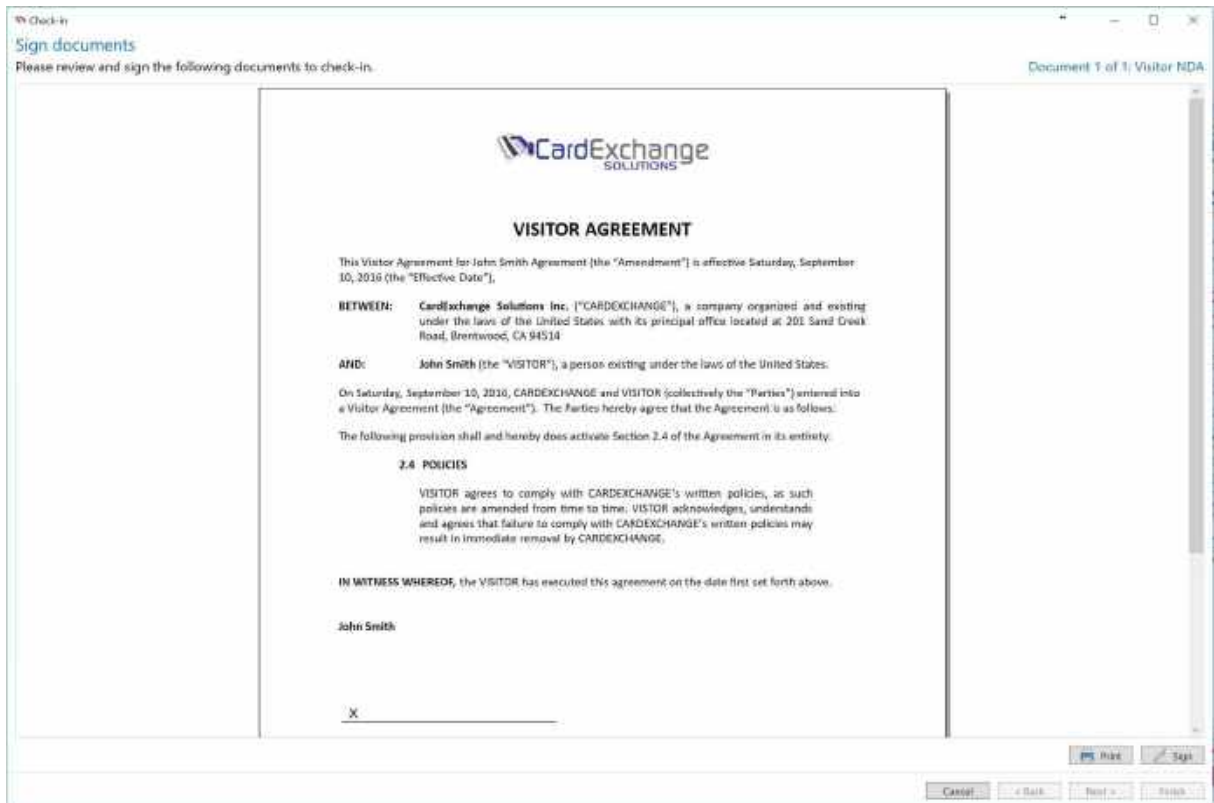 Check-in
Sign documents
Please review and sign the following documents to check-in.
Document 1 of 1: Visitor NDA
CardExchange
SOLUTIONS
VISITOR AGREEMENT
This Visitor Agreement for John Smith Agreement (the "Amendment") is effective Saturday, September
10, 2016 (the "Effective Date"),
BETWEEN: CardExchange Solutions Inc. ("CARDEXCHANGE"), a company organized and existing
under the laws of the United States with its principal office located at 201 Sand Creek
Road, Brentwood, CA 94514
AND: John Smith (the "VISITOR"), a person existing under the laws of the United States.
On Saturday, September 10, 2016, CARDEXCHANGE and VISITOR (collectively the "Parties") entered into
a Visitor Agreement (the "Agreement"). The Parties hereby agree that the Agreement is as follows:
The following provision shall and hereby does activate Section 2.4 of the Agreement in its entirety:
2.4 POLICIES
VISITOR agrees to comply with CARDEXCHANGE's written policies, as such
policies are amended from time to time. VISTOR acknowledges, understands
and agrees that failure to comply with CARDEXCHANGE's written policies may
result in immediate removal by CARDEXCHANGE.
IN WITNESS WHEREOF, the VISITOR has executed this agreement on the date first set forth above.
John Smith
X
Print Sign
Cancel < Back Next > Finish